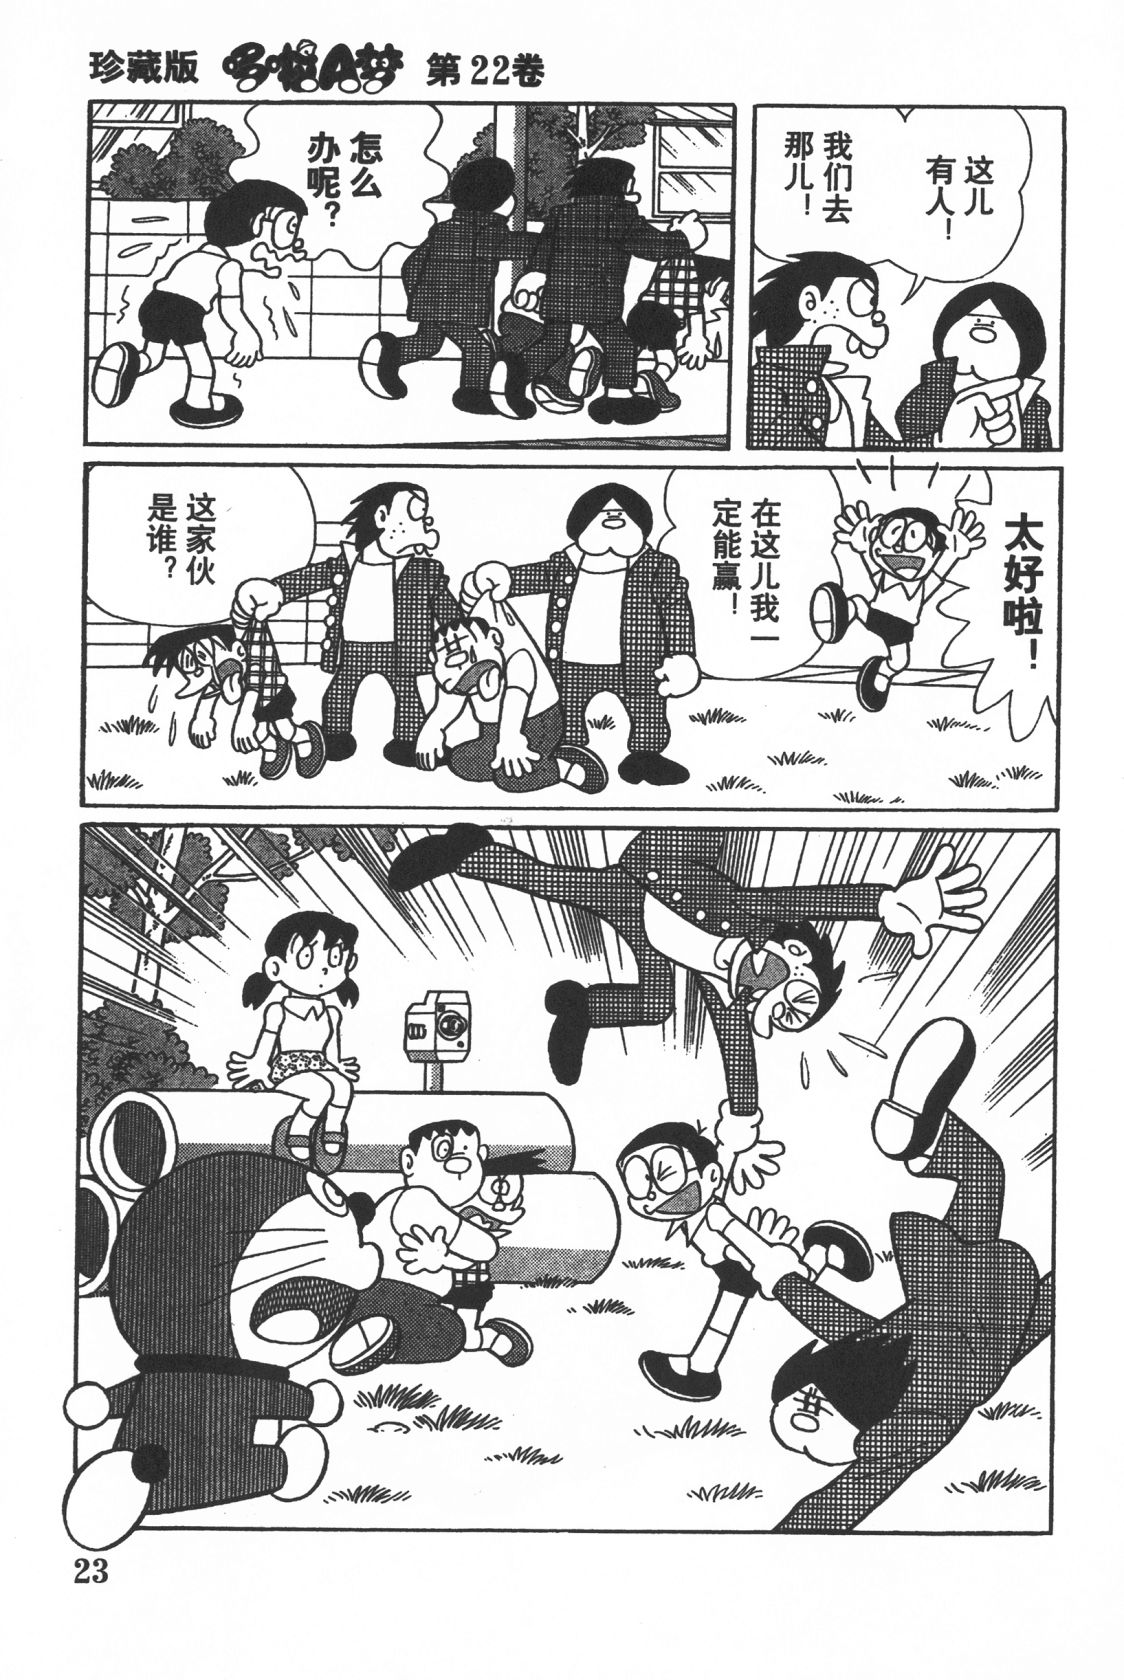 珍藏版 哆啦A梦 第22卷
这儿
有人！
我们去
那儿！
怎么
办呢？
太好啦！
在这儿我一
定能赢！
这家伙
是谁？
23